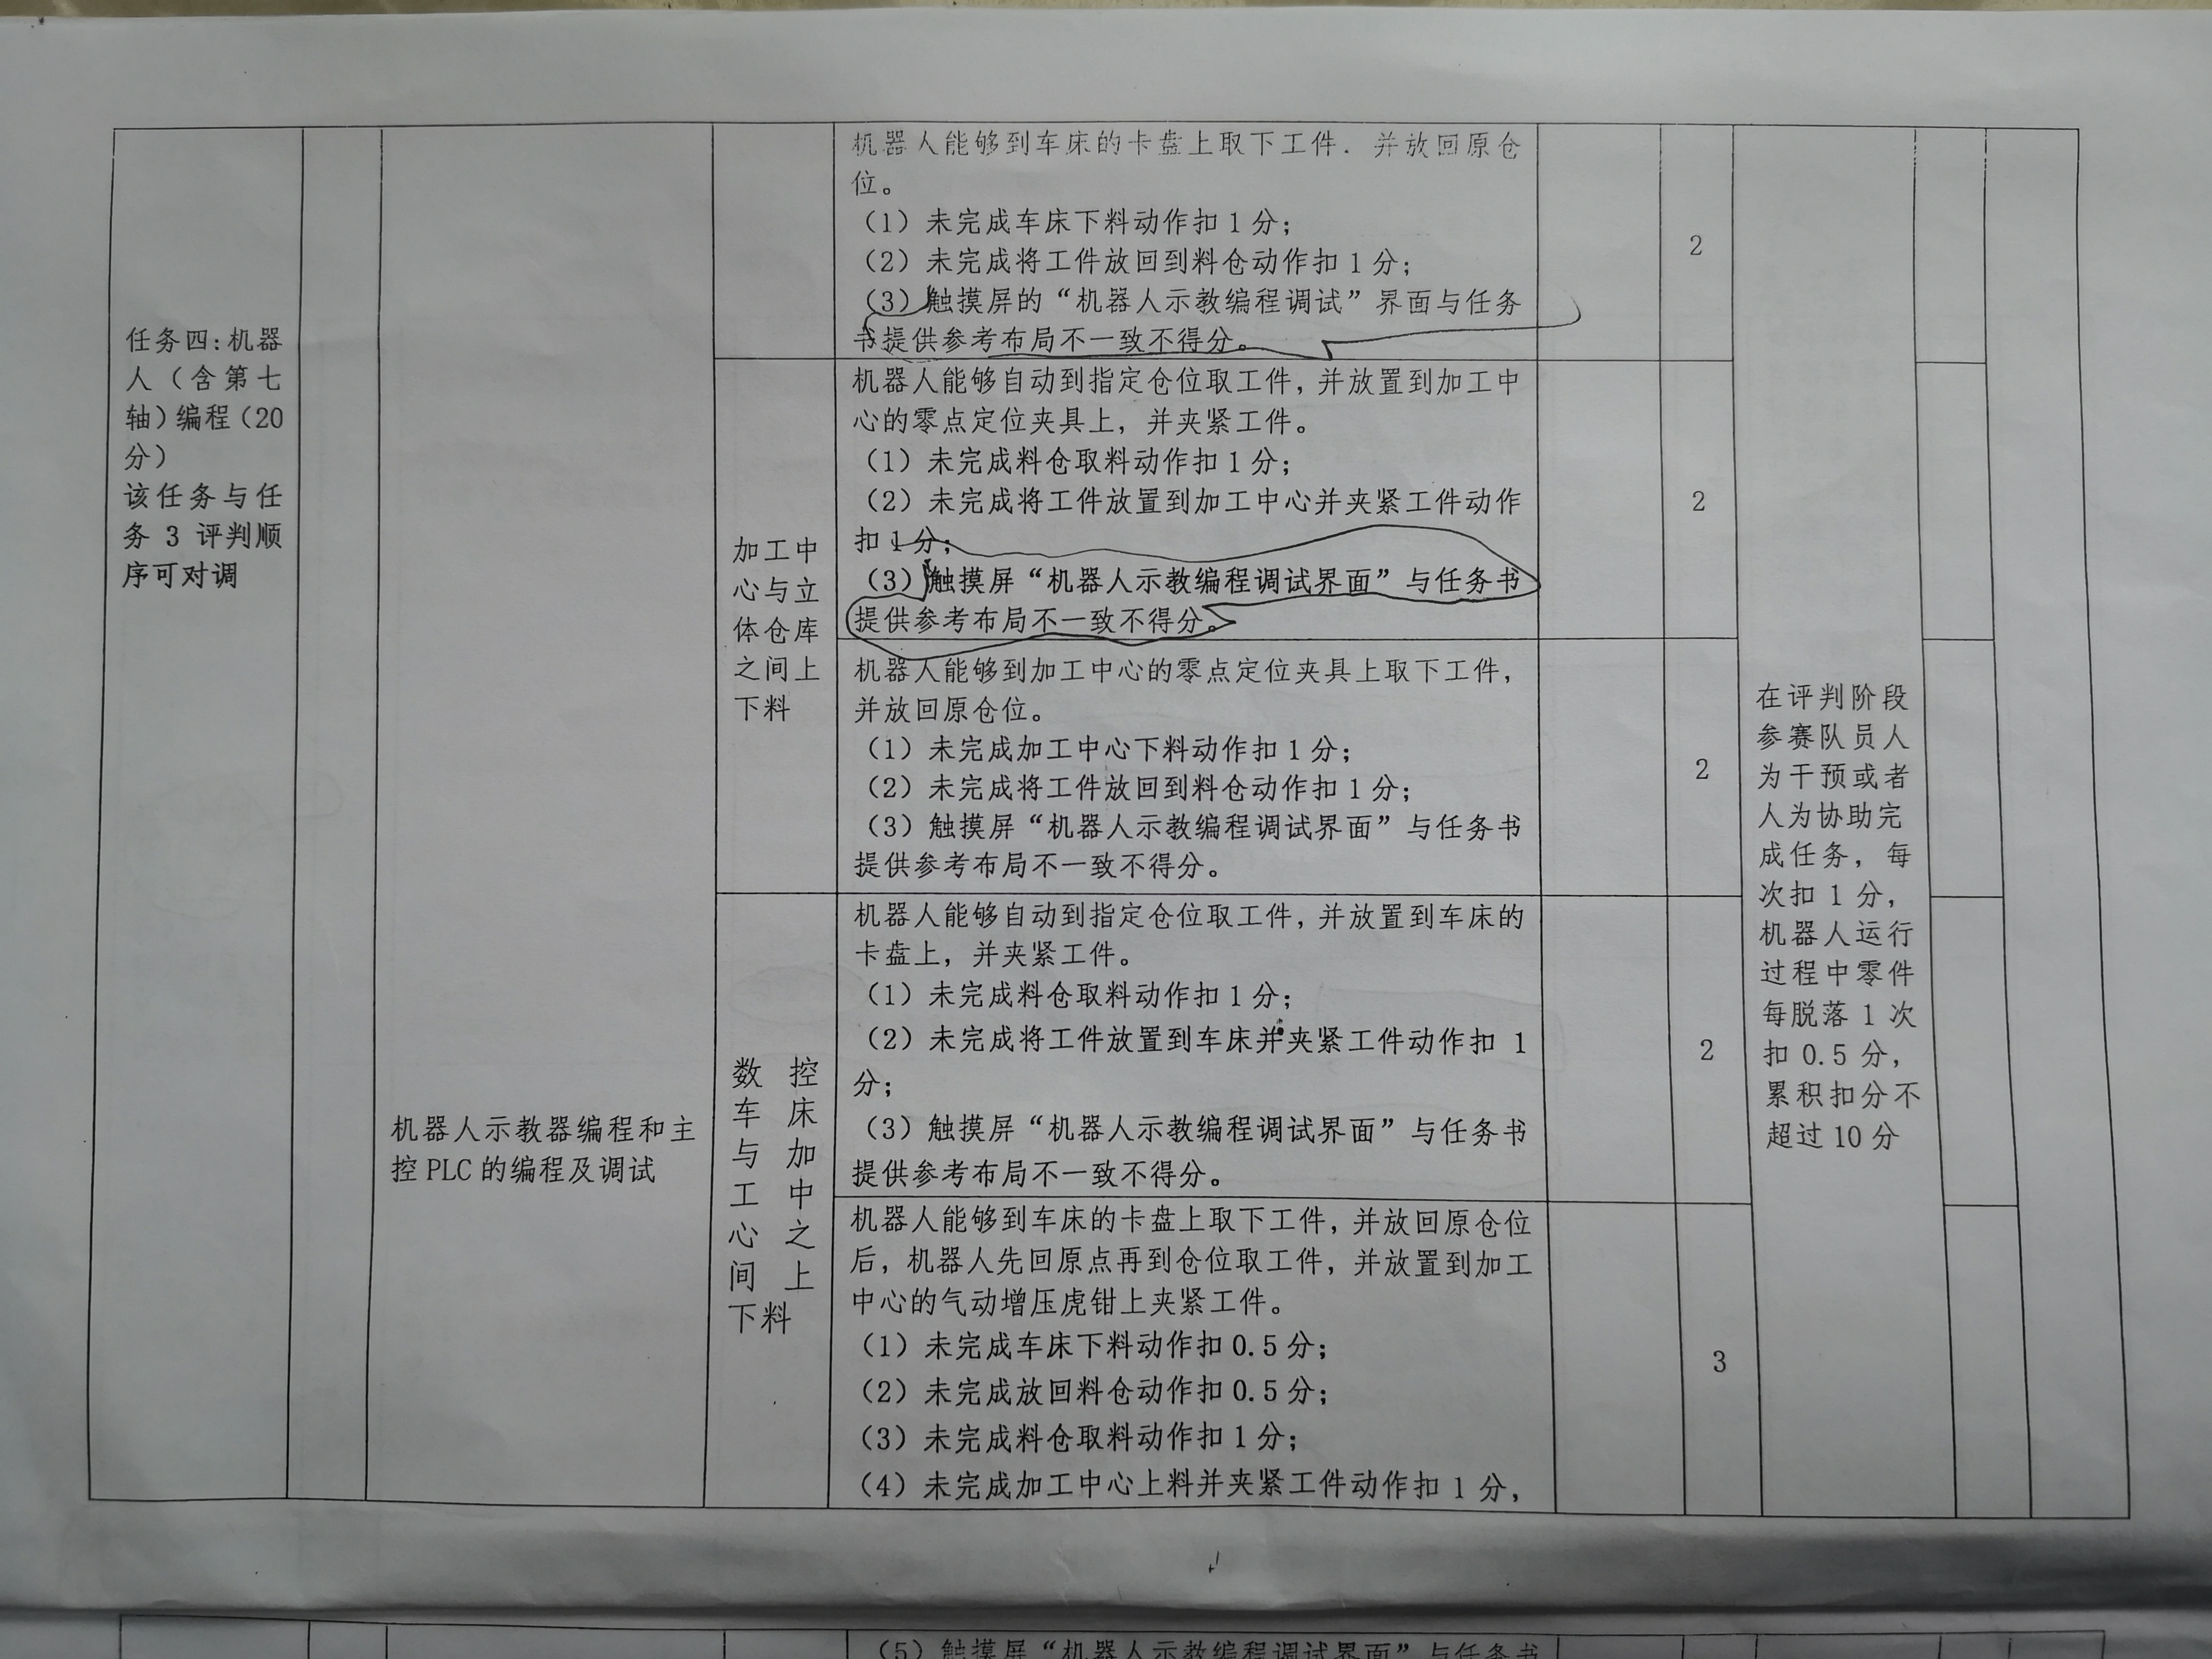 任务四:机器
人（含第七
轴）编程（20
分）
该任务与任
务 3 评判顺
序可对调
机器人示教器编程和主
控 PLC 的编程及调试
机器人能够到车床的卡盘上取下工件．并放回原仓
位。
（1）未完成车床下料动作扣 1 分；
（2）未完成将工件放回到料仓动作扣 1 分；
（3）触摸屏的“机器人示教编程调试”界面与任务
书提供参考布局不一致不得分。
2
加工中
心与立
体仓库
之间上
下料
机器人能够自动到指定仓位取工件，并放置到加工中
心的零点定位夹具上，并夹紧工件。
（1）未完成料仓取料动作扣 1 分；
（2）未完成将工件放置到加工中心并夹紧工件动作
扣 1 分；
（3）触摸屏“机器人示教编程调试界面”与任务书
提供参考布局不一致不得分。
2
机器人能够到加工中心的零点定位夹具上取下工件，
并放回原仓位。
（1）未完成加工中心下料动作扣 1 分；
（2）未完成将工件放回到料仓动作扣 1 分；
（3）触摸屏“机器人示教编程调试界面”与任务书
提供参考布局不一致不得分。
2
数 控
车 床
与 加
工 中
心 之
间 上
下料
机器人能够自动到指定仓位取工件，并放置到车床的
卡盘上，并夹紧工件。
（1）未完成料仓取料动作扣 1 分；
（2）未完成将工件放置到车床并夹紧工件动作扣 1
分；
（3）触摸屏“机器人示教编程调试界面”与任务书
提供参考布局不一致不得分。
2
机器人能够到车床的卡盘上取下工件，并放回原仓位
后，机器人先回原点再到仓位取工件，并放置到加工
中心的气动增压虎钳上夹紧工件。
（1）未完成车床下料动作扣 0.5 分；
（2）未完成放回料仓动作扣 0.5 分；
（3）未完成料仓取料动作扣 1 分；
（4）未完成加工中心上料并夹紧工件动作扣 1 分，
3
在评判阶段
参赛队员人
为干预或者
人为协助完
成任务，每
次扣 1 分，
机器人运行
过程中零件
每脱落 1 次
扣 0.5 分，
累积扣分不
超过 10 分
（5）触摸屏“机器人示教编程调试界面”与任务书